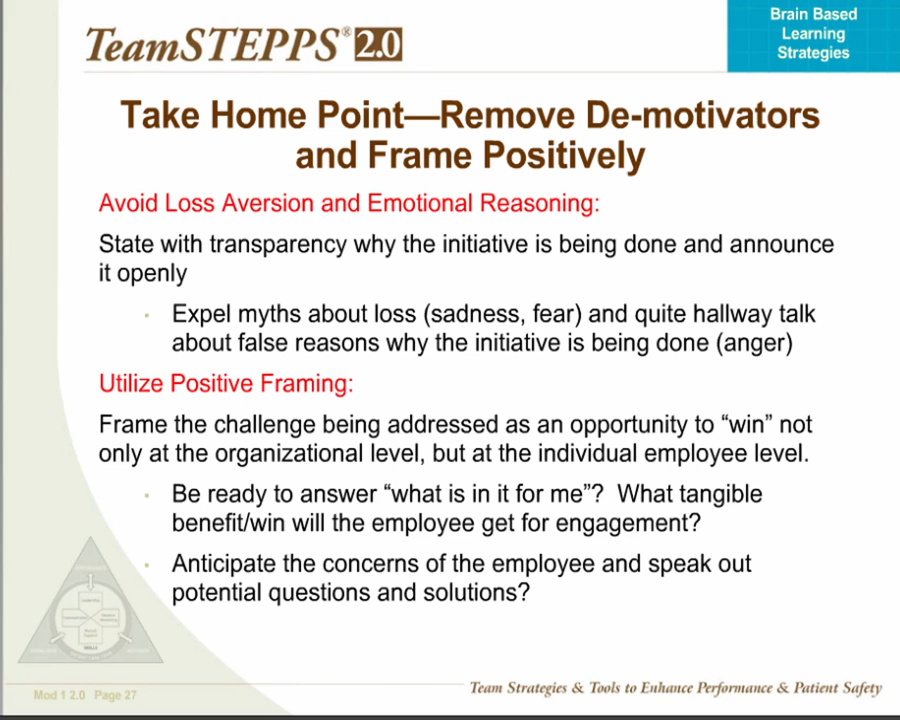 TeamSTEPPS® 2.0
Brain Based
Learning
Strategies
Take Home Point—Remove De-motivators
and Frame Positively
Avoid Loss Aversion and Emotional Reasoning:
State with transparency why the initiative is being done and announce
it openly
· Expel myths about loss (sadness, fear) and quite hallway talk
about false reasons why the initiative is being done (anger)
Utilize Positive Framing:
Frame the challenge being addressed as an opportunity to “win” not
only at the organizational level, but at the individual employee level.
· Be ready to answer “what is in it for me”? What tangible
benefit/win will the employee get for engagement?
· Anticipate the concerns of the employee and speak out
potential questions and solutions?
Mod 1 2.0 Page 27
Team Strategies & Tools to Enhance Performance & Patient Safety